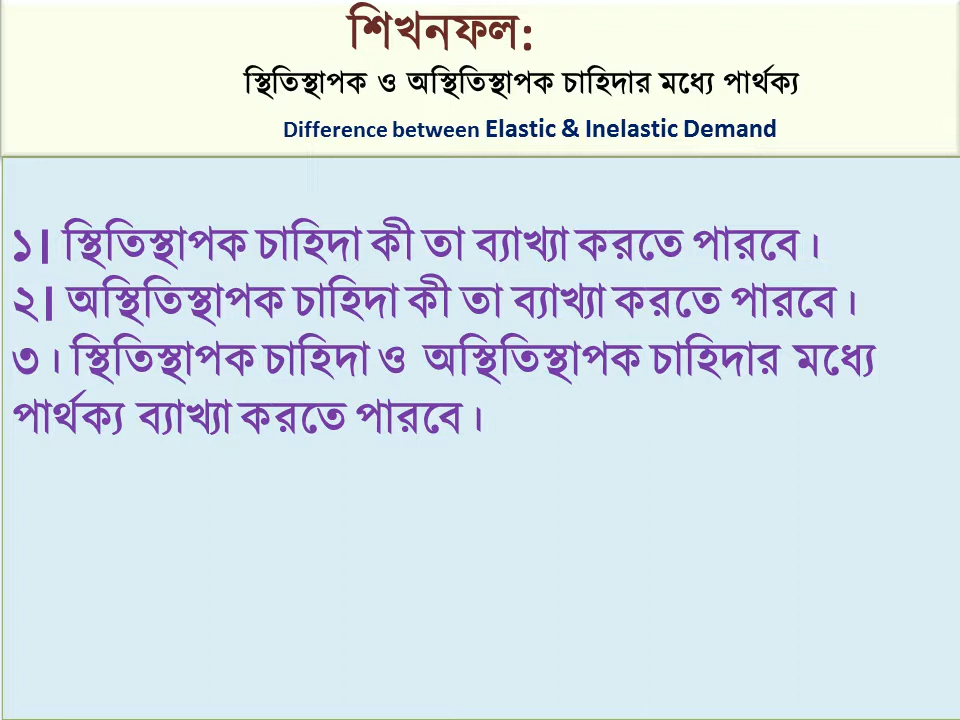 শিখনফল:
স্থিতিস্থাপক ও অস্থিতিস্থাপক চাহিদার মধ্যে পার্থক্য
Difference between Elastic & Inelastic Demand
১| স্থিতিস্থাপক চাহিদা কী তা ব্যাখ্যা করতে পারবে।
২| অস্থিতিস্থাপক চাহিদা কী তা ব্যাখ্যা করতে পারবে।
৩। স্থিতিস্থাপক চাহিদা ও অস্থিতিস্থাপক চাহিদার মধ্যে
পার্থক্য ব্যাখ্যা করতে পারবে।